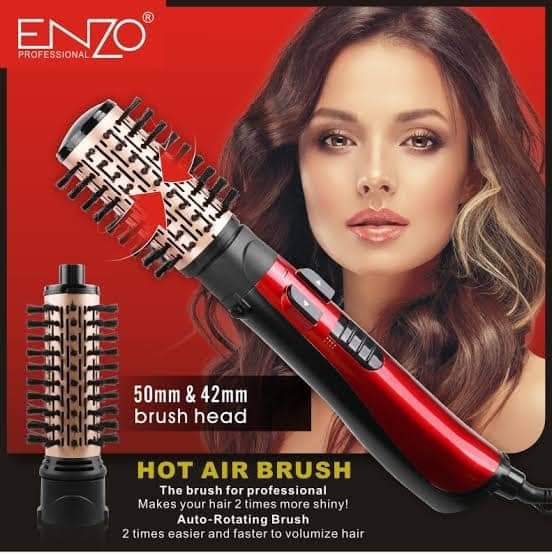 ENZO®
PROFESSIONAL
50mm & 42mm
brush head
HOT AIR BRUSH
The brush for professional
Makes your hair 2 times more shiny!
Auto-Rotating Brush
2 times easier and faster to volumize hair